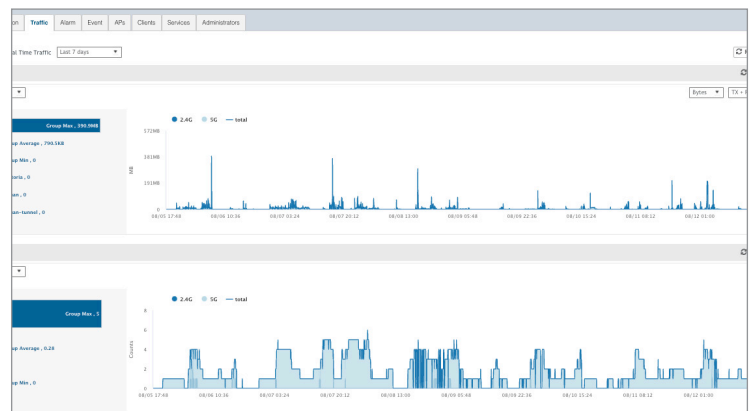 on Traffic Alarm Event APs Clients Services Administrators
al Time Traffic Last 7 days
Bytes TX + R
Group Max , 390.9MB
up Average , 790.5KB
up Min , 0
oria , 0
an , 0
an-tunnel , 0
2.4G 5G total
572MB
381MB
191MB
0
MB
08/05 17:48 08/06 10:36 08/07 03:24 08/07 20:12 08/08 13:00 08/09 05:48 08/09 22:36 08/10 15:24 08/11 08:12 08/12 01:00
Group Max , 5
up Average , 0.28
up Min , 0
2.4G 5G total
8
6
4
2
0
Counts
08/05 17:48 08/06 10:36 08/07 03:24 08/07 20:12 08/08 13:00 08/09 05:48 08/09 22:36 08/10 15:24 08/11 08:12 08/12 01:00